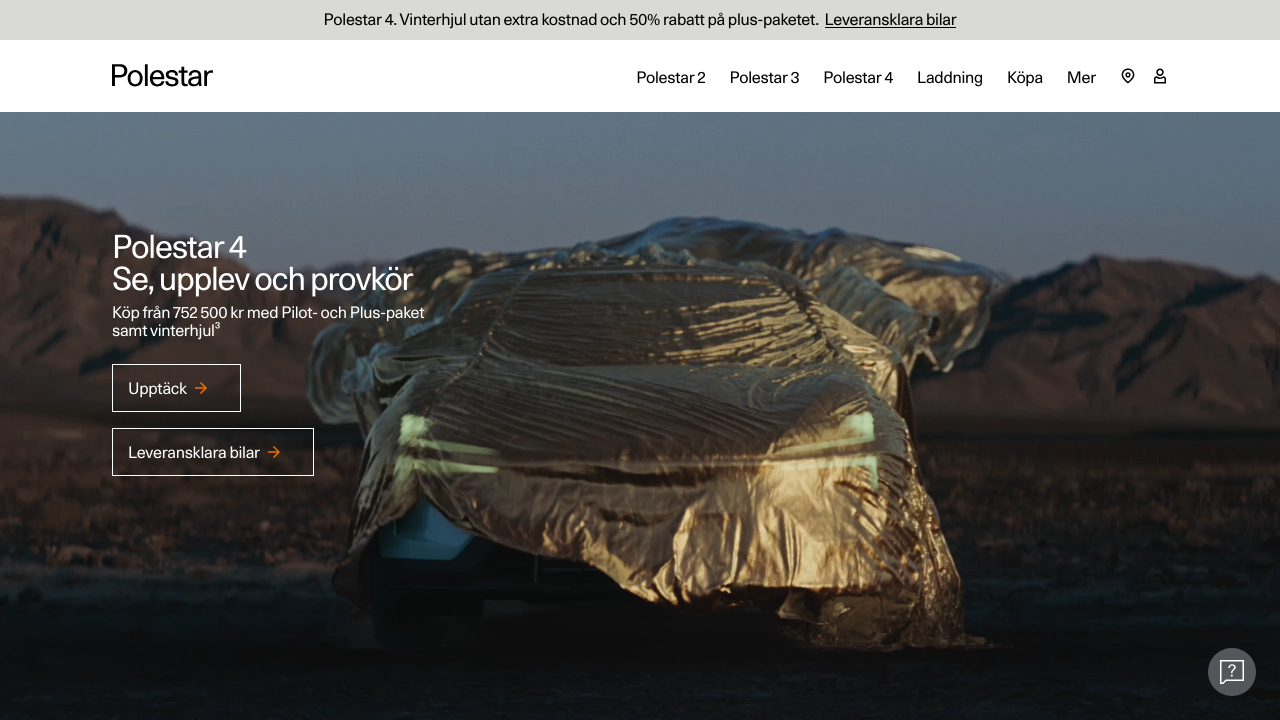 Polestar 4. Vinterhjul utan extra kostnad och 50% rabatt på plus-paketet. Leveransklara bilar
Polestar
Polestar 2
Polestar 3
Polestar 4
Laddning
Köpa
Mer
Polestar 4
Se, upplev och provkör
Köp från 752 500 kr med Pilot- och Plus-paket
samt vinterhjul³
Upptäck
Leveransklara bilar